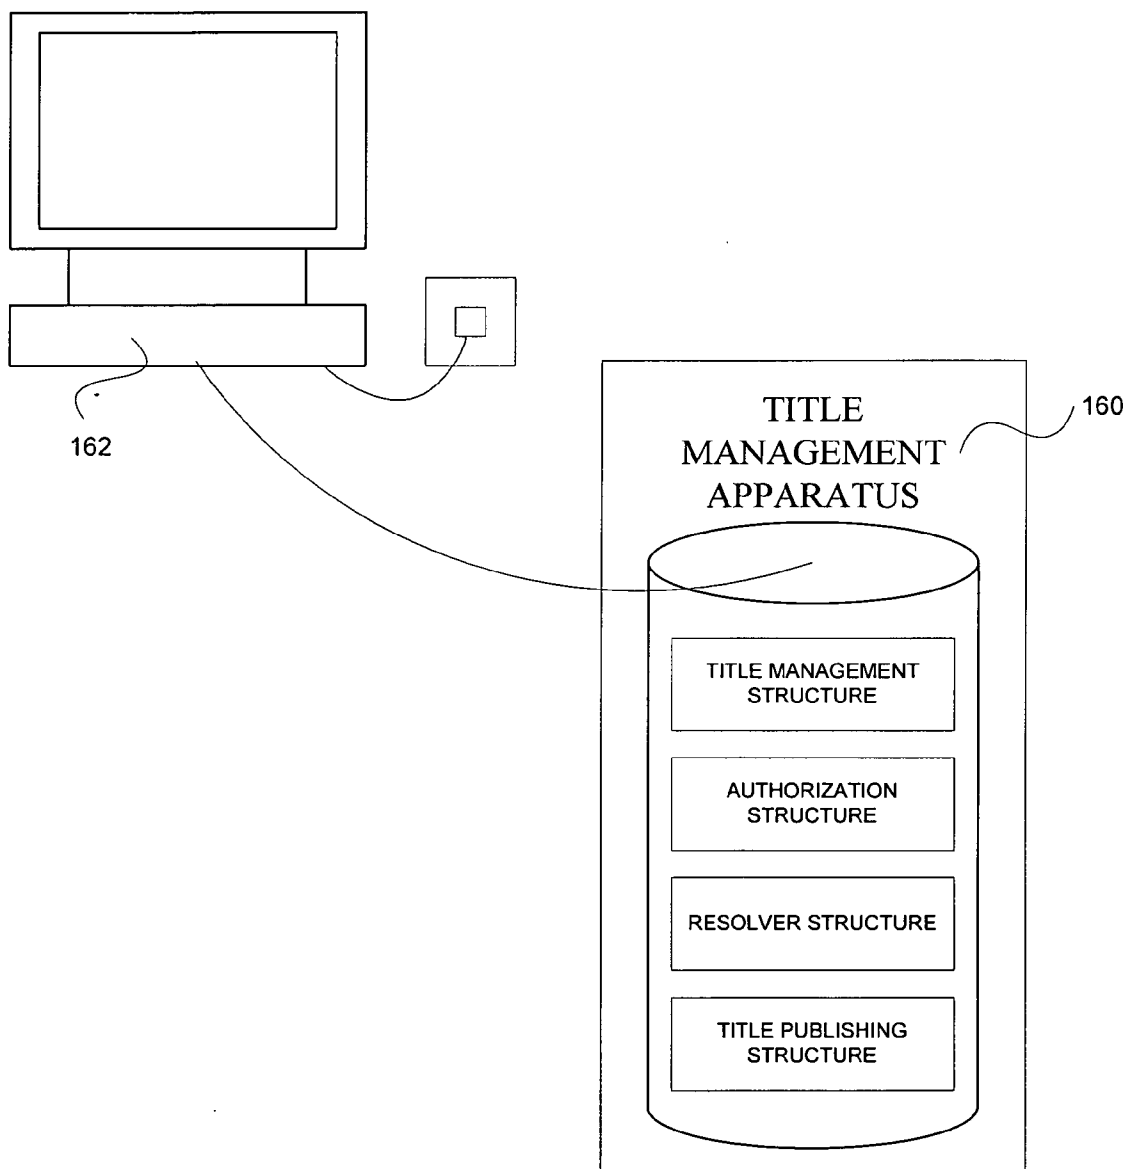 162
TITLE
MANAGEMENT
APPARATUS
160
TITLE MANAGEMENT
STRUCTURE
AUTHORIZATION
STRUCTURE
RESOLVER STRUCTURE
TITLE PUBLISHING
STRUCTURE